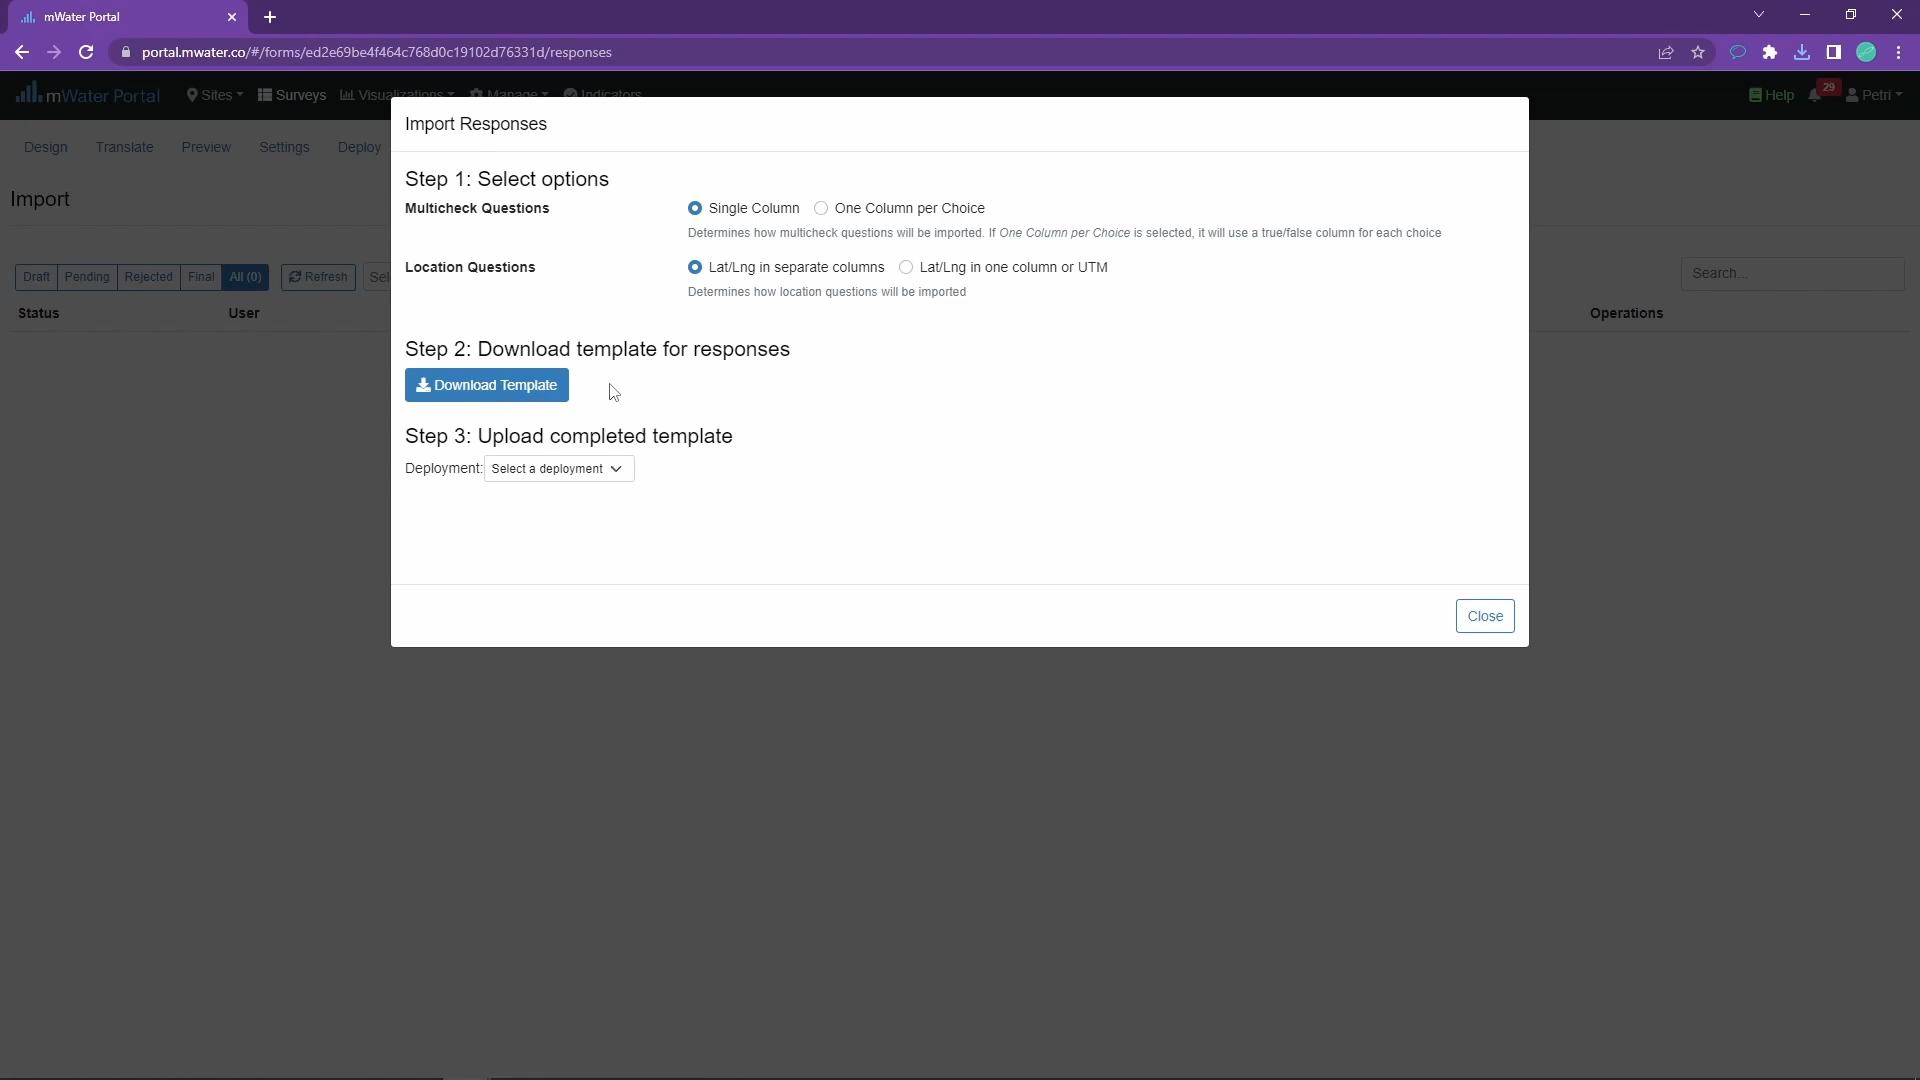 mWater Portal
portal.mwater.co/#/forms/ed2e69be4f464c768d0c19102d76331d/responses
mWater Portal Sites Surveys Visualizations Manage Indicators Help 29 Petri
Design Translate Preview Settings Deploy
Import
Draft Pending Rejected Final All (0) Refresh Sel
Search...
Status User Operations
Import Responses
Step 1: Select options
Multicheck Questions Single Column One Column per Choice
Determines how multicheck questions will be imported. If One Column per Choice is selected, it will use a true/false column for each choice
Location Questions Lat/Lng in separate columns Lat/Lng in one column or UTM
Determines how location questions will be imported
Step 2: Download template for responses
Download Template
Step 3: Upload completed template
Deployment: Select a deployment
Close